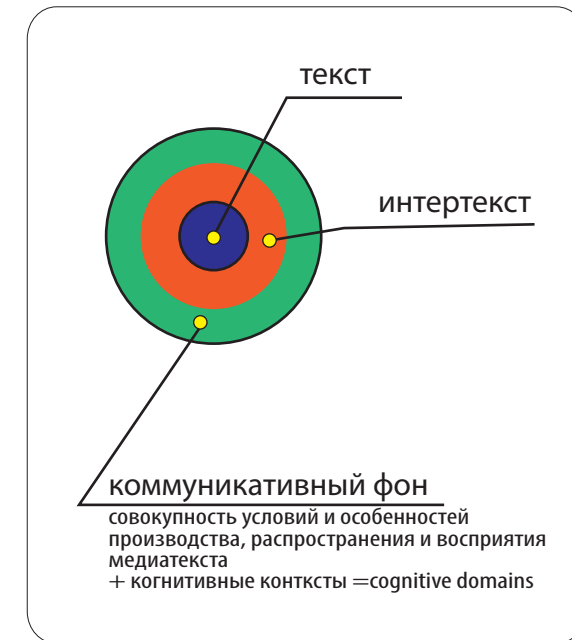 текст
интертекст
коммуникативный фон
совокупность условий и особенностей
производства, распространения и восприятия
медиатекста
+ когнитивные контксты =cognitive domains